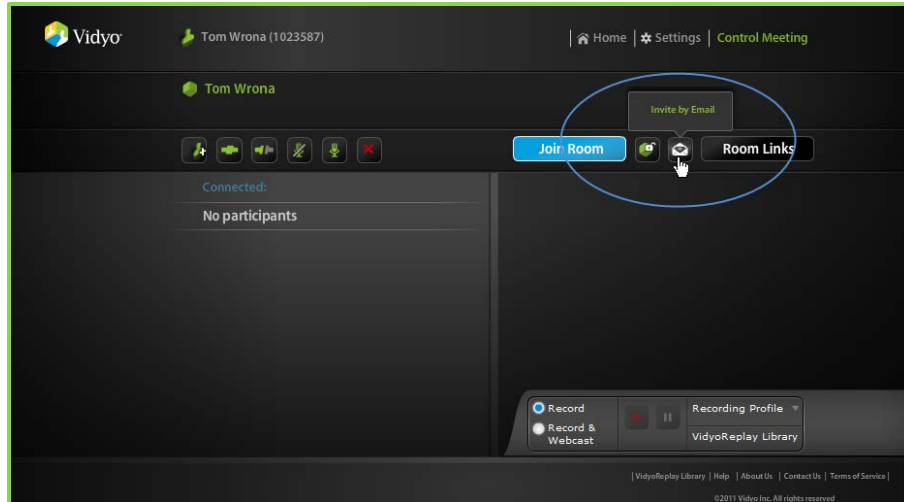 Vidyo
Tom Wrona (1023587)
Home
Settings
Control Meeting
Tom Wrona
Invite by Email
Join Room
Room Links
Connected:
No participants
Record
Record &
Webcast
Recording Profile
VidyoReplay Library
| VidyoReplay Library | Help | About Us | Contact Us | Terms of Service |
©2011 Vidyo Inc. All rights reserved